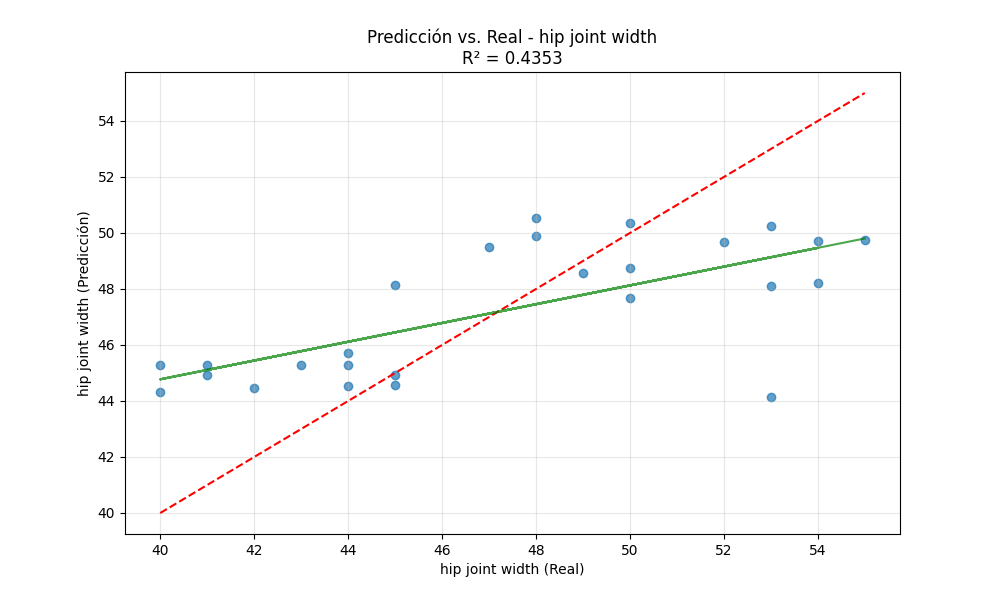 Predicción vs. Real - hip joint width
R² = 0.4353
hip joint width (Predicción)
54
52
50
48
46
44
42
40
40 42 44 46 48 50 52 54
hip joint width (Real)